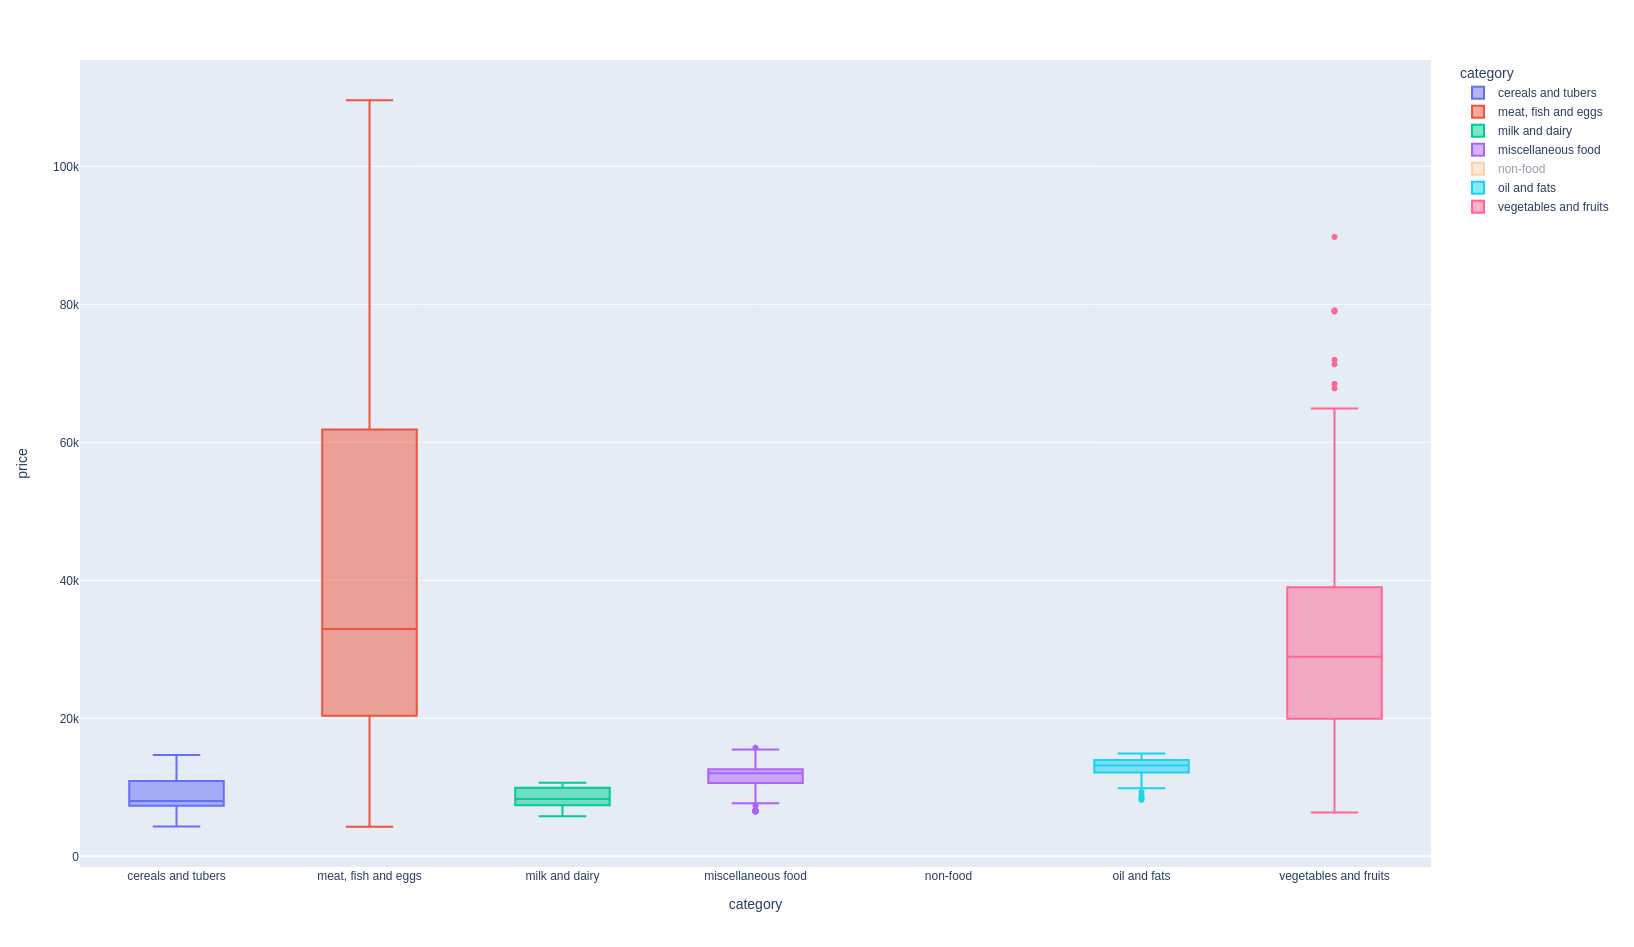 category
cereals and tubers
meat, fish and eggs
milk and dairy
miscellaneous food
non-food
oil and fats
vegetables and fruits
100k
80k
60k
40k
20k
0
price
cereals and tubers
meat, fish and eggs
milk and dairy
miscellaneous food
non-food
oil and fats
vegetables and fruits
category